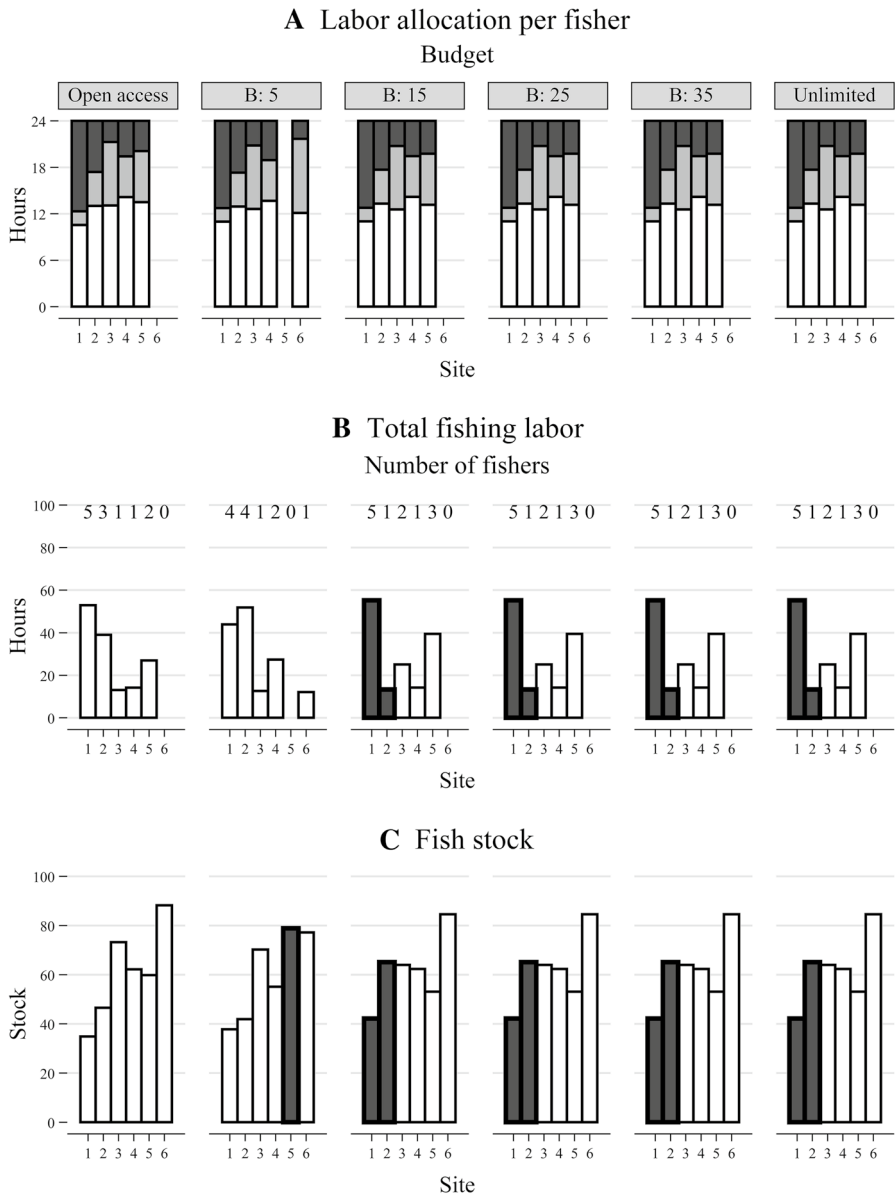 A Labor allocation per fisher
Budget
Open access B: 5 B: 15 B: 25 B: 35 Unlimited
24
18
12
6
0
Hours
1 2 3 4 5 6 1 2 3 4 5 6 1 2 3 4 5 6 1 2 3 4 5 6 1 2 3 4 5 6 1 2 3 4 5 6
Site
B Total fishing labor
Number of fishers
100
5 3 1 1 2 0 4 4 1 2 0 1 5 1 2 1 3 0 5 1 2 1 3 0 5 1 2 1 3 0 5 1 2 1 3 0
80
60
40
20
0
Hours
1 2 3 4 5 6 1 2 3 4 5 6 1 2 3 4 5 6 1 2 3 4 5 6 1 2 3 4 5 6 1 2 3 4 5 6
Site
C Fish stock
100
80
60
40
20
0
Stock
1 2 3 4 5 6 1 2 3 4 5 6 1 2 3 4 5 6 1 2 3 4 5 6 1 2 3 4 5 6 1 2 3 4 5 6
Site